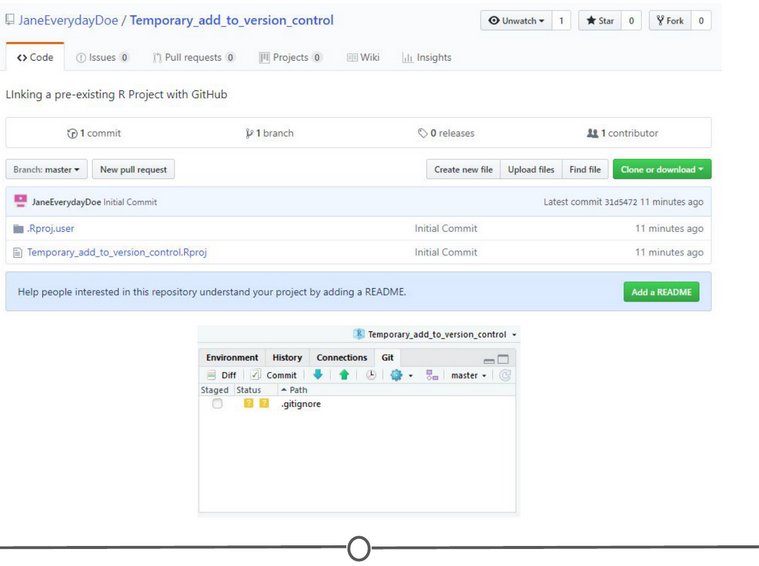 JaneEverydayDoe / Temporary_add_to_version_control
Unwatch 1 Star 0 Fork 0
Code Issues 0 Pull requests 0 Projects 0 Wiki Insights
LInking a pre-existing R Project with GitHub
1 commit 1 branch 0 releases 1 contributor
Branch: master New pull request Create new file Upload files Find file Clone or download
JaneEverydayDoe Initial Commit Latest commit 31d5472 11 minutes ago
.Rproj.user Initial Commit 11 minutes ago
Temporary_add_to_version_control.Rproj Initial Commit 11 minutes ago
Help people interested in this repository understand your project by adding a README. Add a README
R Temporary_add_to_version_control
Environment History Connections Git
Diff Commit master
Staged Status Path
? ? .gitignore